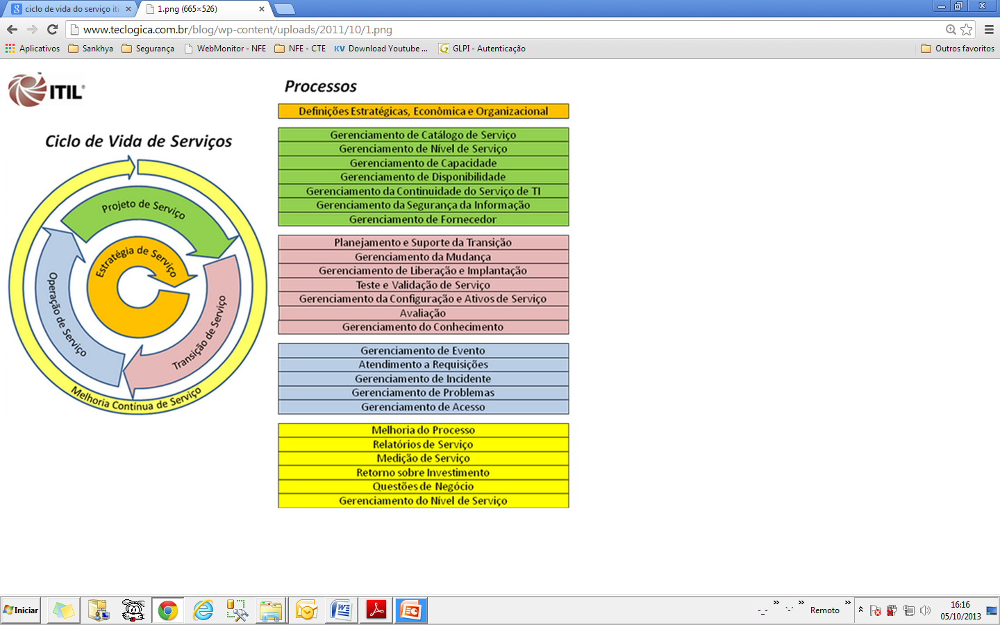 ciclo de vida do serviço iti
1.png (665×526)
www.teclogica.com.br/blog/wp-content/uploads/2011/10/1.png
Aplicativos
Sankhya
Segurança
WebMonitor - NFE
NFE - CTE
KV Download Youtube ...
GLPI - Autenticação
Outros favoritos
ITIL®
Ciclo de Vida de Serviços
Projeto de Serviço
Estratégia de Serviço
Operação de Serviço
Transição de Serviço
Melhoria Contínua de Serviço
Processos
Definições Estratégicas, Econômica e Organizacional
Gerenciamento de Catálogo de Serviço
Gerenciamento de Nível de Serviço
Gerenciamento de Capacidade
Gerenciamento de Disponibilidade
Gerenciamento da Continuidade do Serviço de TI
Gerenciamento da Segurança da Informação
Gerenciamento de Fornecedor
Planejamento e Suporte da Transição
Gerenciamento da Mudança
Gerenciamento de Liberação e Implantação
Teste e Validação de Serviço
Gerenciamento da Configuração e Ativos de Serviço
Avaliação
Gerenciamento do Conhecimento
Gerenciamento de Evento
Atendimento a Requisições
Gerenciamento de Incidente
Gerenciamento de Problemas
Gerenciamento de Acesso
Melhoria do Processo
Relatórios de Serviço
Medição de Serviço
Retorno sobre Investimento
Questões de Negócio
Gerenciamento do Nível de Serviço
Iniciar
-_-
Remoto
16:16
05/10/2013